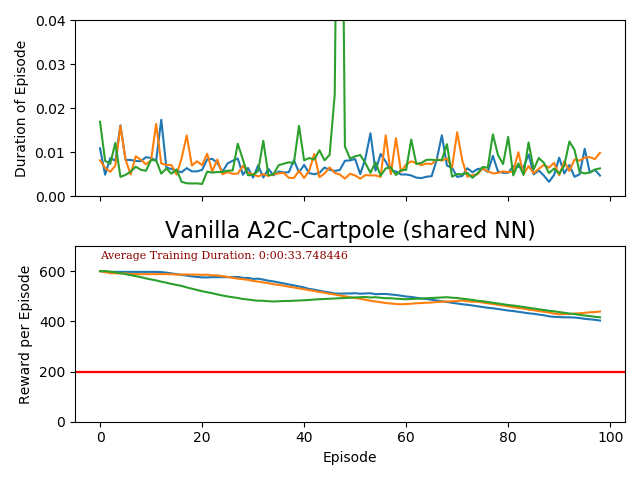 0.04
0.03
0.02
0.01
0.00
Duration of Episode
Vanilla A2C-Cartpole (shared NN)
Average Training Duration: 0:00:33.748446
600
400
200
0
Reward per Episode
0 20 40 60 80 100
Episode